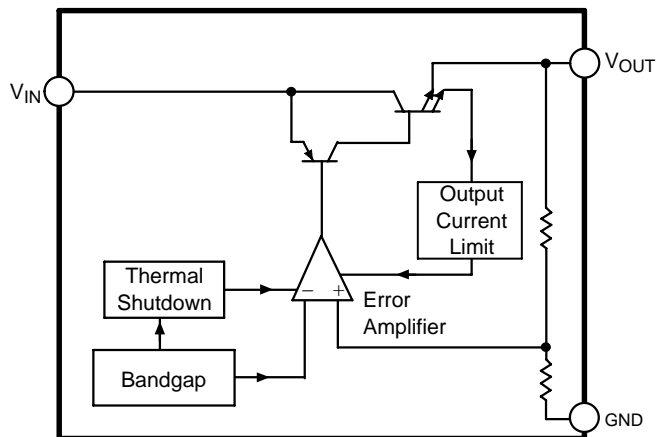 VIN
VOUT
Output
Current
Limit
Thermal
Shutdown
− +
Error
Amplifier
Bandgap
GND